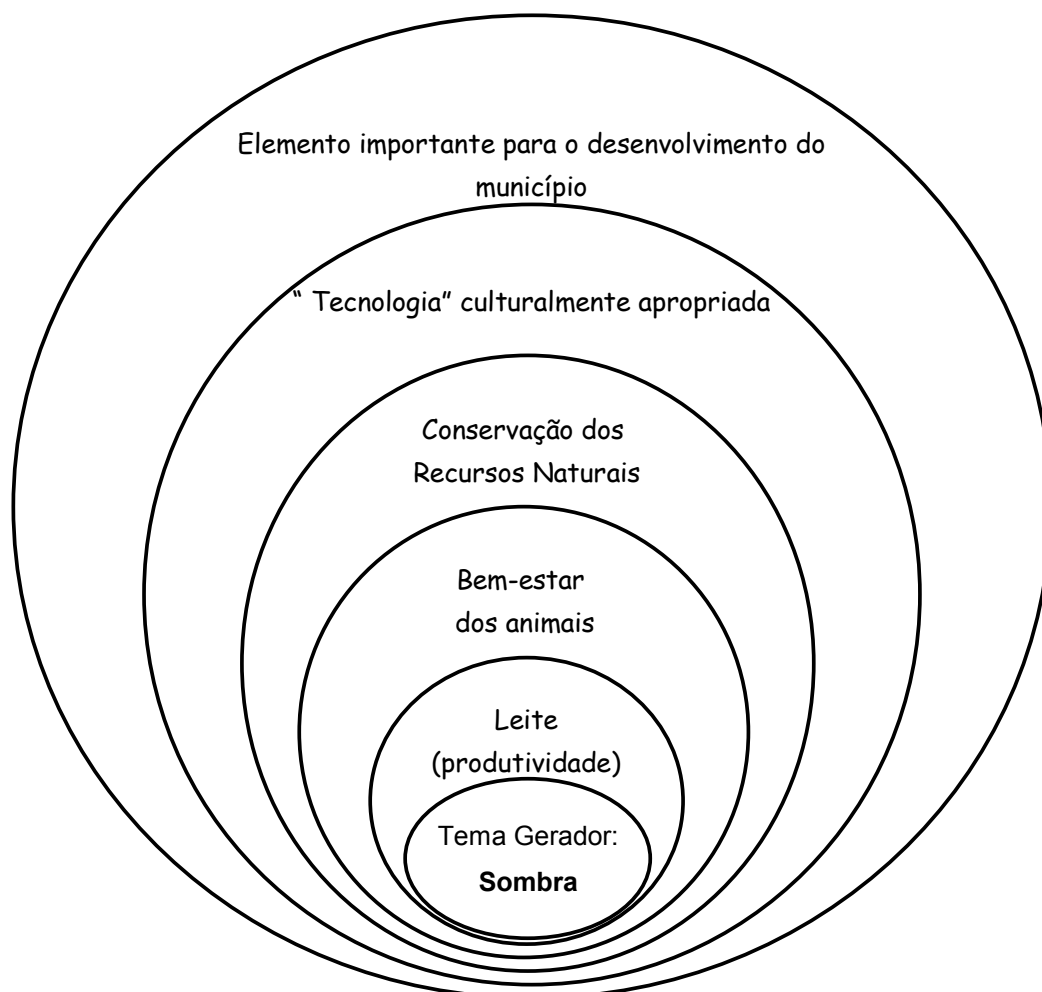 Elemento importante para o desenvolvimento do
município
“ Tecnologia” culturalmente apropriada
Conservação dos
Recursos Naturais
Bem-estar
dos animais
Leite
(produtividade)
Tema Gerador:
Sombra